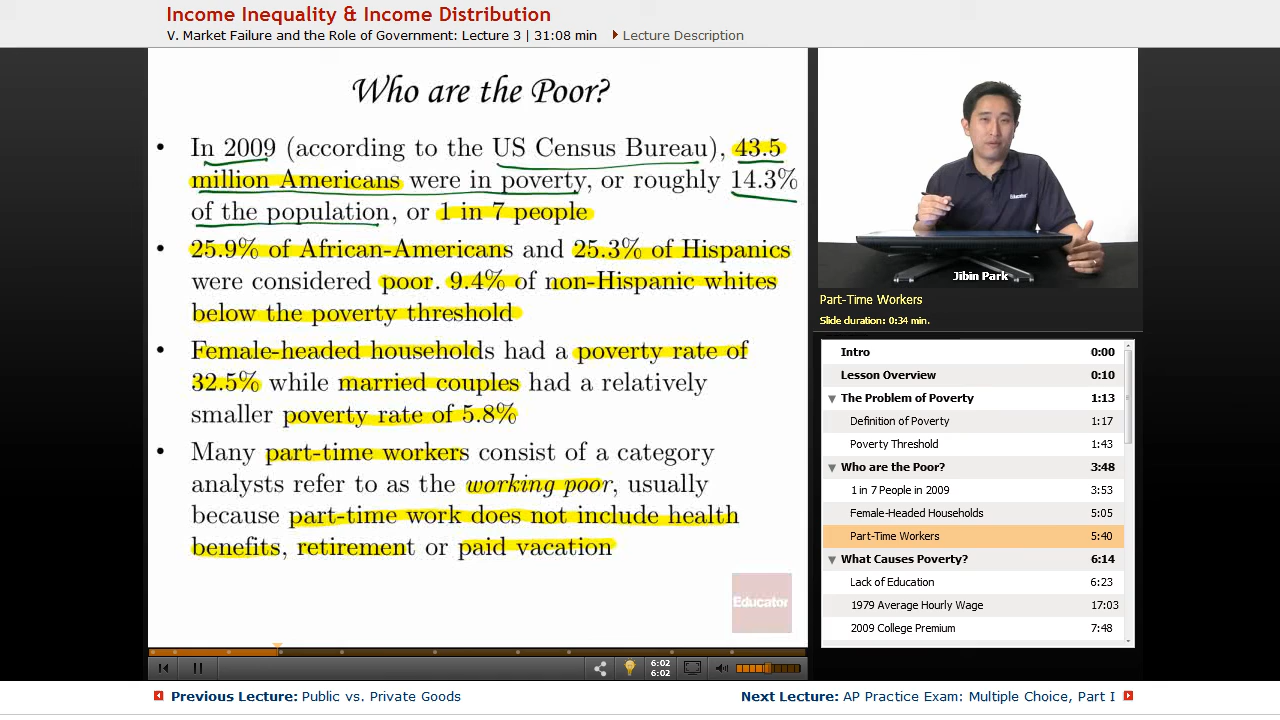 Income Inequality & Income Distribution
V. Market Failure and the Role of Government: Lecture 3 | 31:08 min
Lecture Description
Who are the Poor?
• In 2009 (according to the US Census Bureau), 43.5
million Americans were in poverty, or roughly 14.3%
of the population, or 1 in 7 people
• 25.9% of African-Americans and 25.3% of Hispanics
were considered poor. 9.4% of non-Hispanic whites
below the poverty threshold
• Female-headed households had a poverty rate of
32.5% while married couples had a relatively
smaller poverty rate of 5.8%
• Many part-time workers consist of a category
analysts refer to as the working poor, usually
because part-time work does not include health
benefits, retirement or paid vacation
Educator
Educator
Jibin Park
Part-Time Workers
Slide duration: 0:34 min.
Intro 0:00
Lesson Overview 0:10
The Problem of Poverty 1:13
Definition of Poverty 1:17
Poverty Threshold 1:43
Who are the Poor? 3:48
1 in 7 People in 2009 3:53
Female-Headed Households 5:05
Part-Time Workers 5:40
What Causes Poverty? 6:14
Lack of Education 6:23
1979 Average Hourly Wage 17:03
2009 College Premium 7:48
6:02
6:02
Previous Lecture: Public vs. Private Goods
Next Lecture: AP Practice Exam: Multiple Choice, Part I